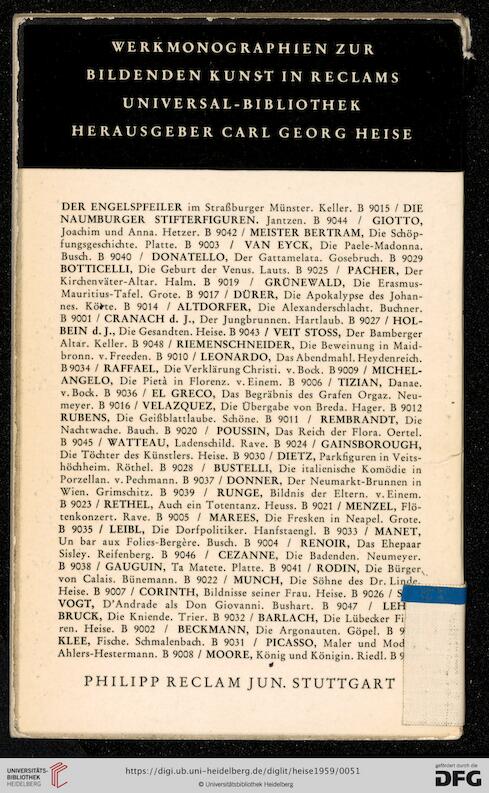 WERKMONOGRAPHIEN ZUR
BILDENDEN KUNST IN RECLAMS
UNIVERSAL-BIBLIOTHEK
HERAUSGEBER CARL GEORG HEISE
DER ENGELSPFEILER im Straßburger Münster. Keller. B 9015 / DIE
NAUMBURGER STIFTERFIGUREN. Jantzen. B 9044 / GIOTTO,
Joachim und Anna. Hetzer. B 9042 / MEISTER BERTRAM, Die Schöp-
fungsgeschichte. Platte. B 9003 / VAN EYCK, Die Paele-Madonna.
Busch. B 9040 / DONATELLO, Der Gattamelata. Gosebruch. B 9029
BOTTICELLI, Die Geburt der Venus. Lauts. B 9025 / PACHER, Der
Kirchenväter-Altar. Halm. B 9019 / GRÜNEWALD, Die Erasmus-
Mauritius-Tafel. Grote. B 9017 / DÜRER, Die Apokalypse des Johan-
nes. Körte. B 9014 / ALTDORFER, Die Alexanderschlacht. Buchner.
B 9001 / CRANACH d. J., Der Jungbrunnen. Hartlaub. B 9027 / HOL-
BEIN d. J., Die Gesandten. Heise. B 9043 / VEIT STOSS, Der Bamberger
Altar. Keller. B 9048 / RIEMENSCHNEIDER, Die Beweinung in Maid-
bronn. v. Freeden. B 9010 / LEONARDO, Das Abendmahl. Heydenreich.
B 9034 / RAFFAEL, Die Verklärung Christi. v. Bock. B 9009 / MICHEL-
ANGELO, Die Pietà in Florenz. v. Einem. B 9006 / TIZIAN, Danae.
v. Bock. B 9036 / EL GRECO, Das Begräbnis des Grafen Orgaz. Neu-
meyer. B 9016 / VELAZQUEZ, Die Übergabe von Breda. Hager. B 9012
RUBENS, Die Geißblattlaube. Schöne. B 9011 / REMBRANDT, Die
Nachtwache. Bauch. B 9020 / POUSSIN, Das Reich der Flora. Oertel.
B 9045 / WATTEAU, Ladenschild. Rave. B 9024 / GAINSBOROUGH,
Die Töchter des Künstlers. Heise. B 9030 / DIETZ, Parkfiguren in Veits-
höchheim. Röthel. B 9028 / BUSTELLI, Die italienische Komödie in
Porzellan. v. Pechmann. B 9037 / DONNER, Der Neumarkt-Brunnen in
Wien. Grimschitz. B 9039 / RUNGE, Bildnis der Eltern. v. Einem.
B 9023 / RETHEL, Auch ein Totentanz. Heuss. B 9021 / MENZEL, Flö-
tenkonzert. Rave. B 9005 / MAREES, Die Fresken in Neapel. Grote.
B 9035 / LEIBL, Die Dorfpolitiker. Hanfstaengl. B 9033 / MANET,
Un bar aux Folies-Bergère. Busch. B 9004 / RENOIR, Das Ehepaar
Sisley. Reifenberg. B 9046 / CEZANNE, Die Badenden. Neumeyer.
B 9038 / GAUGUIN, Ta Matete. Platte. B 9041 / RODIN, Die Bürger
von Calais. Bünemann. B 9022 / MUNCH, Die Söhne des Dr. Linde.
Heise. B 9007 / CORINTH, Bildnisse seiner Frau. Heise. B 9026 /
VOGT, D'Andrade als Don Giovanni. Bushart. B 9047 / LEH
BRUCK, Die Kniende. Trier. B 9032 / BARLACH, Die Lübecker Fi
ren. Heise. B 9002 / BECKMANN, Die Argonauten. Göpel. B 9
KLEE, Fische. Schmalenbach. B 9031 / PICASSO, Maler und Mod
Ahlers-Hestermann. B 9008 / MOORE, König und Königin. Riedl. B 9
PHILIPP RECLAM JUN. STUTTGART
UNIVERSITÄTS-
BIBLIOTHEK
HEIDELBERG
https://digi.ub.uni-heidelberg.de/diglit/heise1959/0051
© Universitätsbibliothek Heidelberg
gefördert durch die
DFG